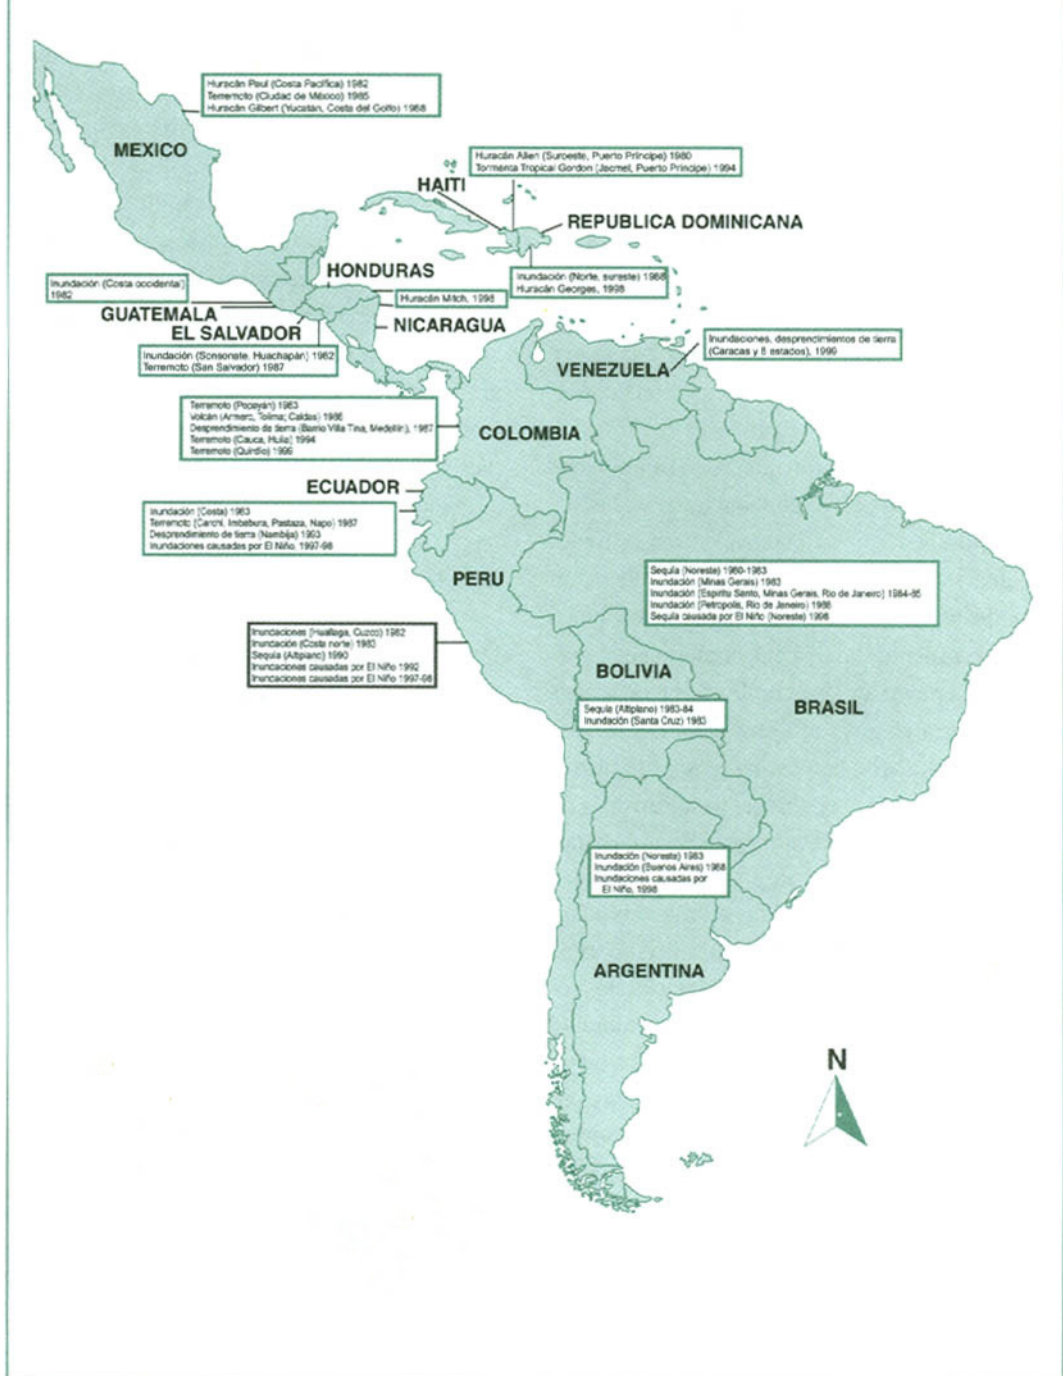 Huracán Paul (Costa Pacífica) 1982
Terremoto (Ciudad de México) 1985
Huracán Gilbert (Yucatán, Costa del Golfo) 1988
MEXICO
Huracán Allen (Suroeste, Puerto Príncipe) 1980
Tormenta Tropical Gordon (Jacmel, Puerto Príncipe) 1994
HAITI
REPUBLICA DOMINICANA
Inundación (Norte, sureste) 1988
Huracán Georges, 1998
HONDURAS
Inundación (Costa occidental)
1982
Huracán Mitch, 1998
GUATEMALA
EL SALVADOR
NICARAGUA
Inundación (Sonsonate, Huachapán) 1982
Terremoto (San Salvador) 1987
Inundaciones, desprendimientos de tierra
(Caracas y 8 estados), 1999
VENEZUELA
Terremoto (Popayán) 1983
Volcán (Armero, Tolima; Caldas) 1985
Desprendimiento de tierra (Barrio Villa Tina, Medellín), 1987
Terremoto (Cauca, Huila) 1994
Terremoto (Quindío) 1999
COLOMBIA
ECUADOR
Inundación (Costa) 1983
Terremoto (Carchi, Imbabura, Pastaza, Napo) 1987
Desprendimiento de tierra (Nambija) 1993
Inundaciones causadas por El Niño, 1997-98
PERU
Sequía (Noreste) 1980-1983
Inundación (Minas Gerais) 1983
Inundación (Espiritu Santo, Minas Gerais, Rio de Janeiro) 1984-85
Inundación (Petropolis, Rio de Janeiro) 1988
Sequía causada por El Niño (Noreste) 1998
Inundaciones (Huallaga, Cuzco) 1982
Inundación (Costa norte) 1983
Sequía (Altiplano) 1990
Inundaciones causadas por El Niño 1992
Inundaciones causadas por El Niño 1997-98
BOLIVIA
Sequía (Altiplano) 1983-84
Inundación (Santa Cruz) 1983
BRASIL
Inundación (Noreste) 1983
Inundación (Buenos Aires) 1988
Inundaciones causadas por
El Niño, 1998
ARGENTINA
N